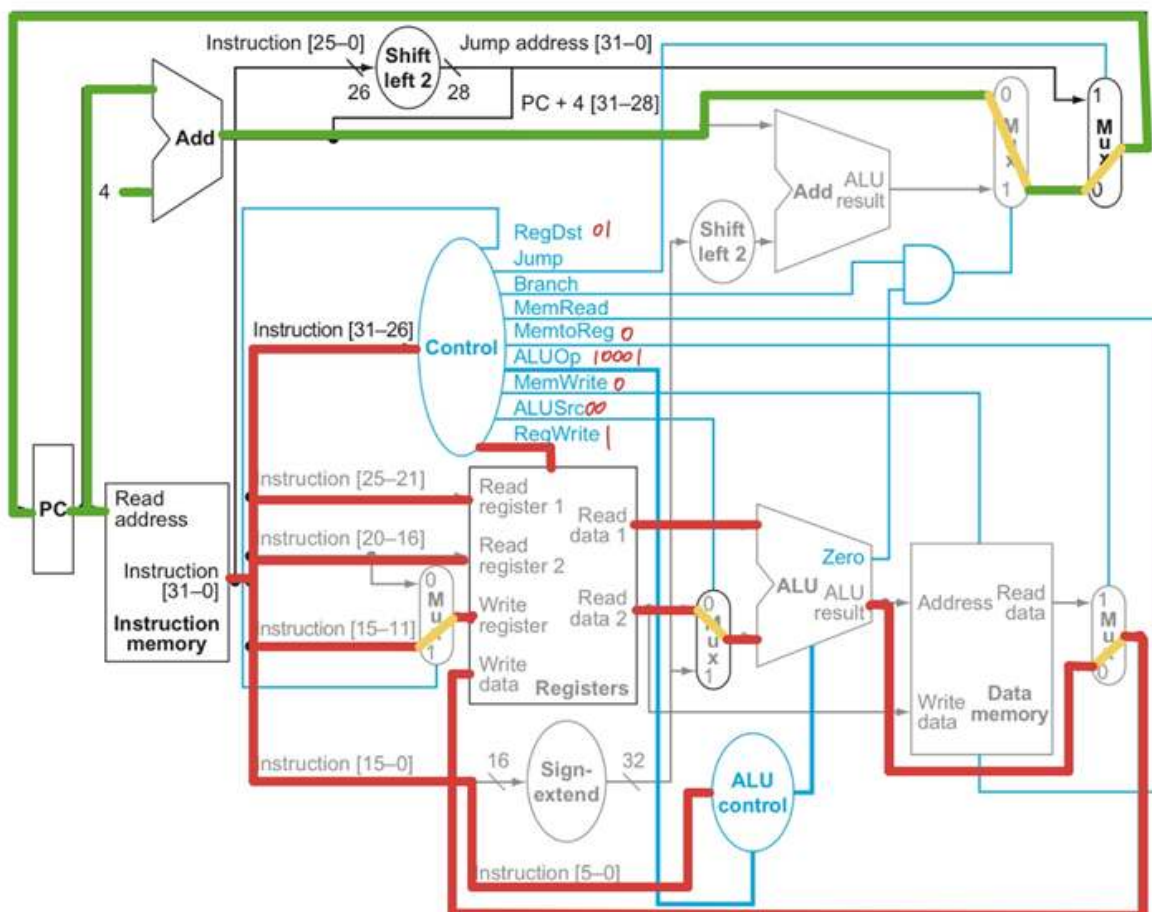 Instruction [25–0]
Shift left 2
Jump address [31–0]
26
28
PC + 4 [31–28]
Add
4
0
M
u
x
1
1
M
u
x
0
Add
ALU result
Shift left 2
RegDst 01
Jump
Branch
MemRead
MemtoReg 0
ALUOp 10001
MemWrite 0
ALUSrc 00
RegWrite 1
Instruction [31–26]
Control
PC
Read address
Instruction [31–0]
Instruction memory
Instruction [25–21]
Instruction [20–16]
Instruction [15–11]
Instruction [15–0]
0
M
u
1
Read register 1
Read register 2
Write register
Write data
Read data 1
Read data 2
Registers
0
M
u
x
1
Zero
ALU
ALU result
Address
Read data
Write data
Data memory
1
M
u
0
16
Sign-extend
32
ALU control
Instruction [5–0]